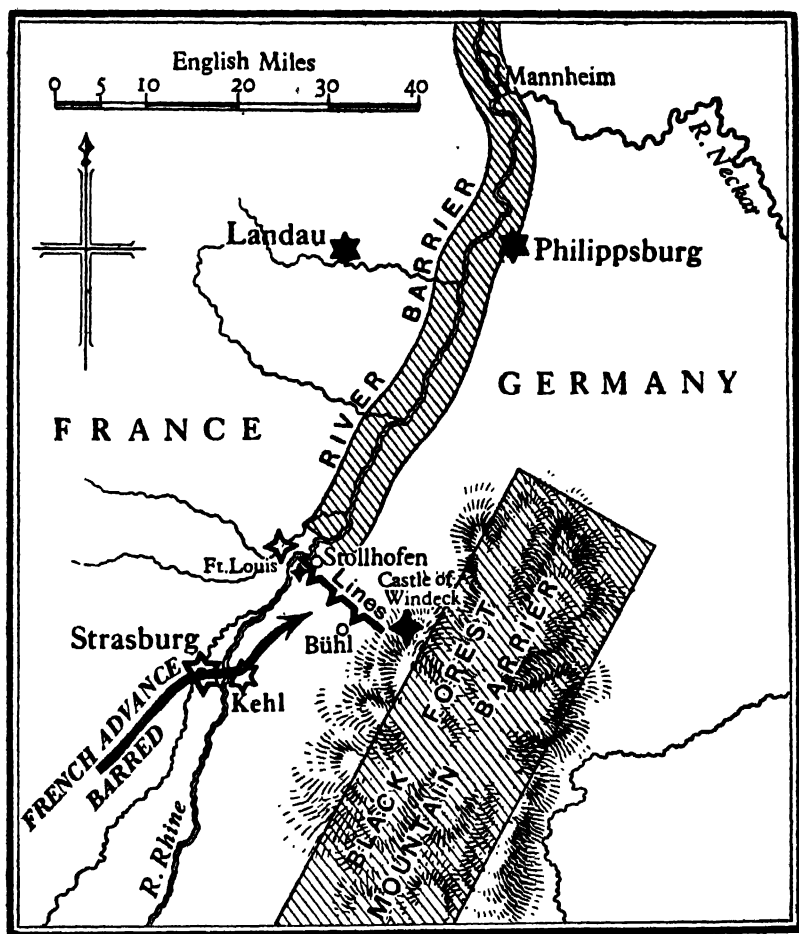 English Miles
0 5 10 20 30 40
Mannheim
R. Neckar
Landau
Philippsburg
RIVER BARRIER
GERMANY
FRANCE
Ft. Louis
Stollhofen
Lines
Castle of
Windeck
Bühl
Strasburg
Kehl
FRENCH ADVANCE
BARRED
R. Rhine
BLACK FOREST
MOUNTAIN BARRIER